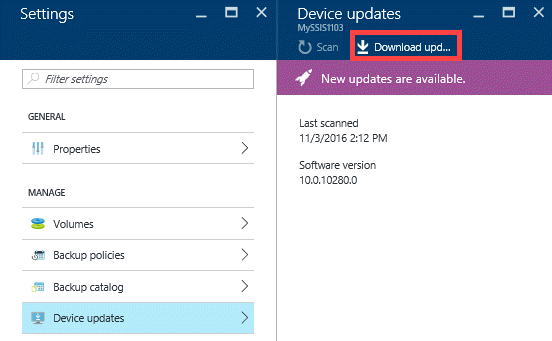 Settings
Filter settings
GENERAL
Properties
MANAGE
Volumes
Backup policies
Backup catalog
Device updates
Device updates
MySSIS1103
Scan
Download upd...
New updates are available.
Last scanned
11/3/2016 2:12 PM
Software version
10.0.10280.0